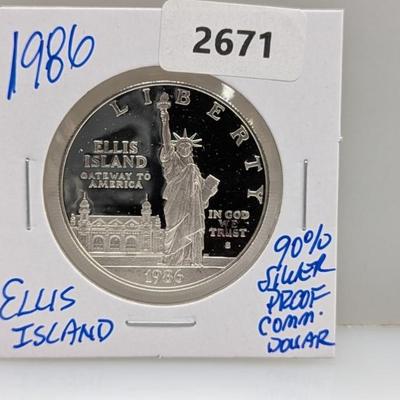 1986
2671
LIBERTY
ELLIS
ISLAND
GATEWAY TO
AMERICA
IN GOD
WE
TRUST
S
1986
ELLIS
ISLAND
90%
SILVER
PROOF
COMM.
DOLLAR